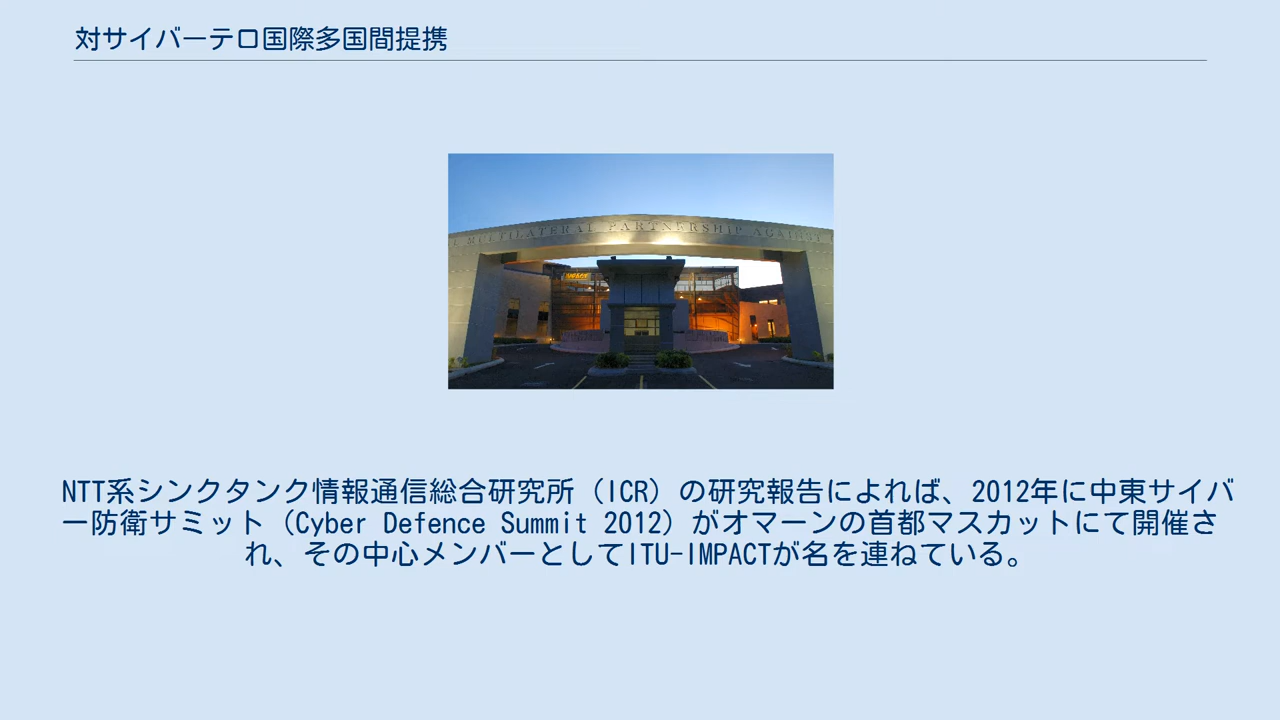 対サイバーテロ国際多国間提携
MULTILATERAL PARTNERSHIP AGAINST
NTT系シンクタンク情報通信総合研究所（ICR）の研究報告によれば、2012年に中東サイバ
ー防衛サミット（Cyber Defence Summit 2012）がオマーンの首都マスカットにて開催さ
れ、その中心メンバーとしてITU-IMPACTが名を連ねている。